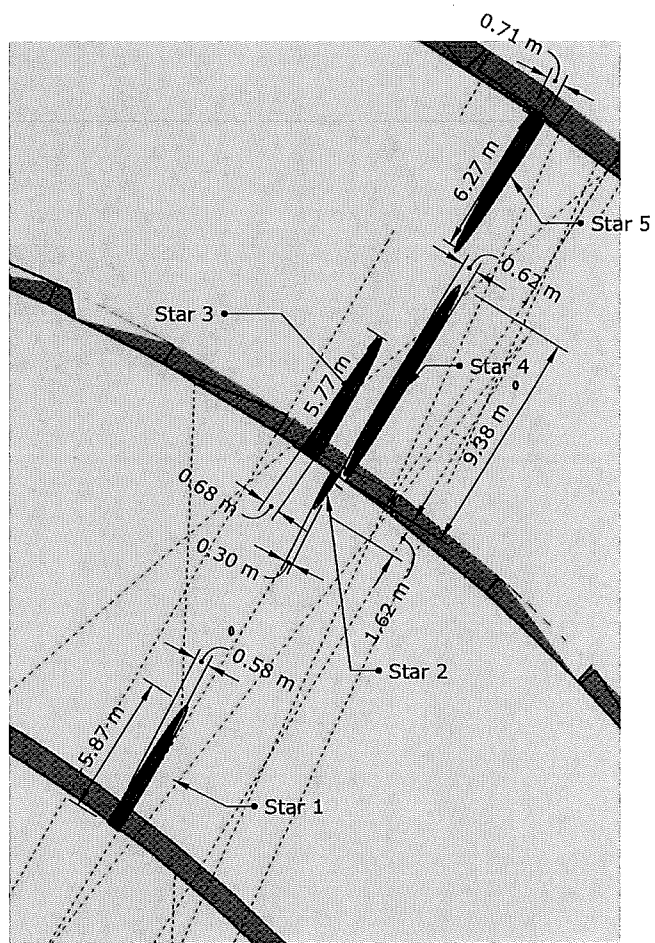 0.71 m
6.27 m
Star 5
0.62 m
Star 3
Star 4
5.77 m
9.38 m
0.68 m
0.30 m
1.62 m
Star 2
0.58 m
5.87 m
Star 1